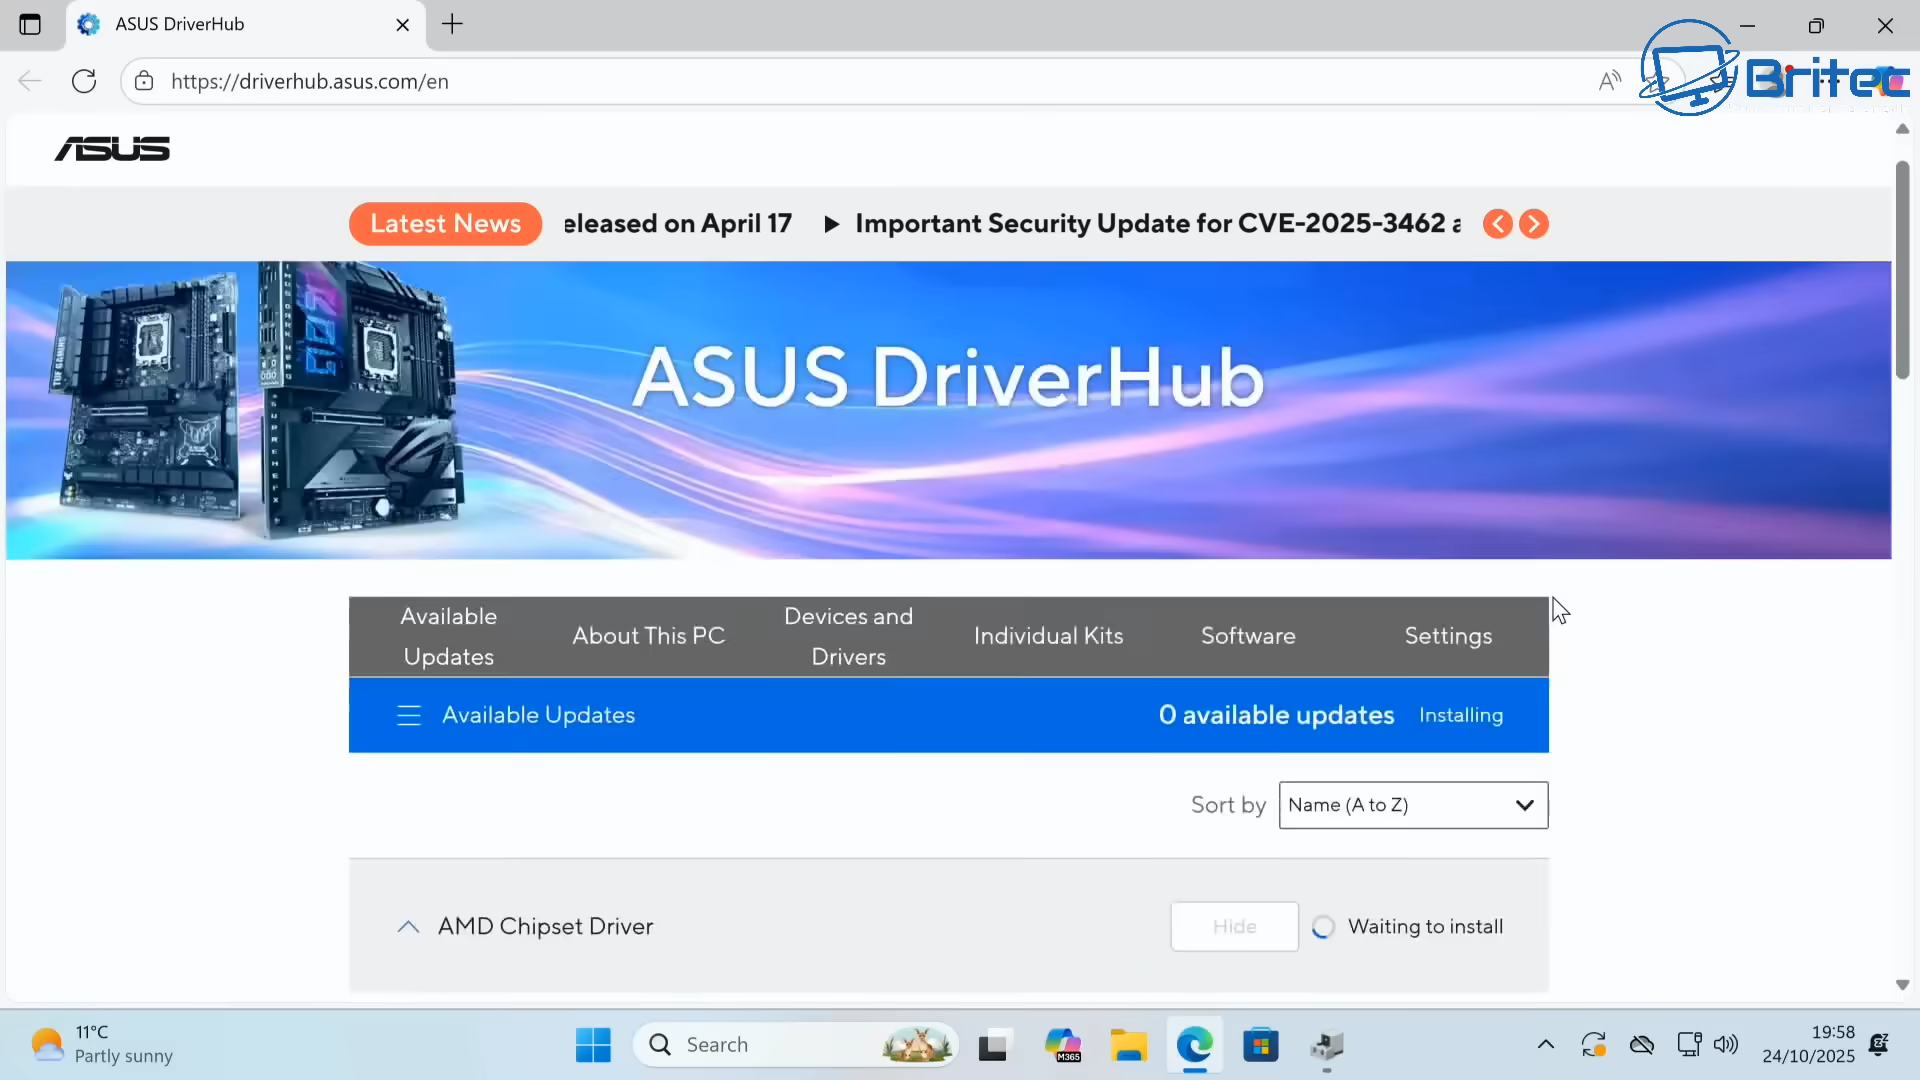 ASUS DriverHub
https://driverhub.asus.com/en
Britec
ASUS
Latest News
eleased on April 17 ▶ Important Security Update for CVE-2025-3462 a
ASUS DriverHub
Available Updates
About This PC
Devices and Drivers
Individual Kits
Software
Settings
Available Updates
0 available updates
Installing
Sort by
Name (A to Z)
AMD Chipset Driver
Hide
Waiting to install
11°C
Partly sunny
Search
M365
19:58
24/10/2025